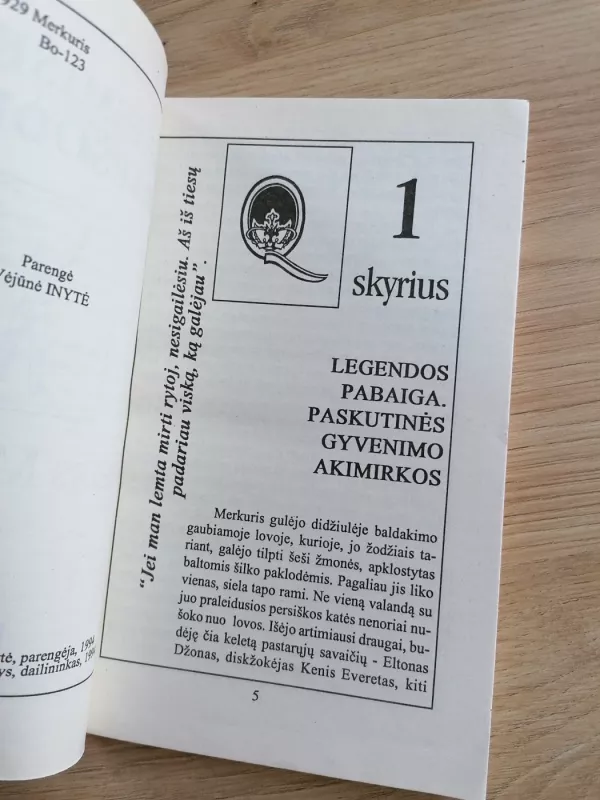 929 Merkuris
Bo-123
Parengė
Vėjūnė INYTĖ
tė, parengėja, 1994
ys, dailininkas, 199
"Jei man lemta mirti rytoj, nesigailėsiu. Aš iš tiesų
padariau viską, ką galėjau".
Q
1
skyrius
LEGENDOS
PABAIGA.
PASKUTINĖS
GYVENIMO
AKIMIRKOS
Merkuris gulėjo didžiulėje baldakimo
gaubiamoje lovoje, kurioje, jo žodžiais ta-
riant, galėjo tilpti šeši žmonės, apklostytas
baltomis šilko paklodėmis. Pagaliau jis liko
vienas, siela tapo rami. Ne vieną valandą su
juo praleidusios persiškos katės nenoriai nu-
šoko nuo lovos. Išėjo artimiausi draugai, bu-
dėję čia keletą pastarųjų savaičių - Eltonas
Džonas, diskžokėjas Kenis Everetas, kiti
5